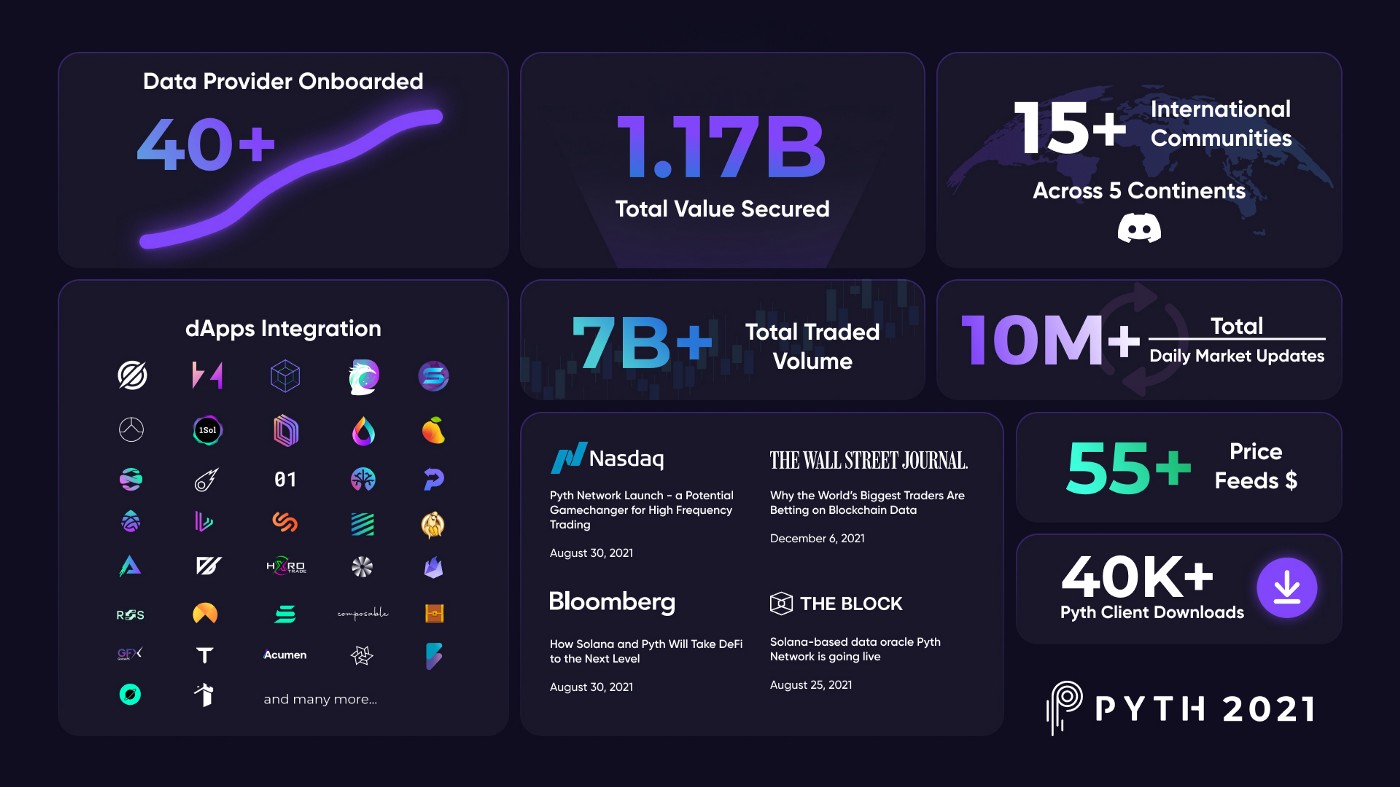 Data Provider Onboarded
40+
1.17B
Total Value Secured
15+
International
Communities
Across 5 Continents
dApps Integration
1Sol
01
HXRO
TRADE
composable
GFX
T
Acumen
and many more...
7B+
Total Traded
Volume
10M+
Total
Daily Market Updates
Nasdaq
Pyth Network Launch – a Potential
Gamechanger for High Frequency
Trading
August 30, 2021
THE WALL STREET JOURNAL.
Why the World's Biggest Traders Are
Betting on Blockchain Data
December 6, 2021
Bloomberg
How Solana and Pyth Will Take DeFi
to the Next Level
August 30, 2021
THE BLOCK
Solana-based data oracle Pyth
Network is going live
August 25, 2021
55+
Price
Feeds $
40K+
Pyth Client Downloads
PYTH 2021